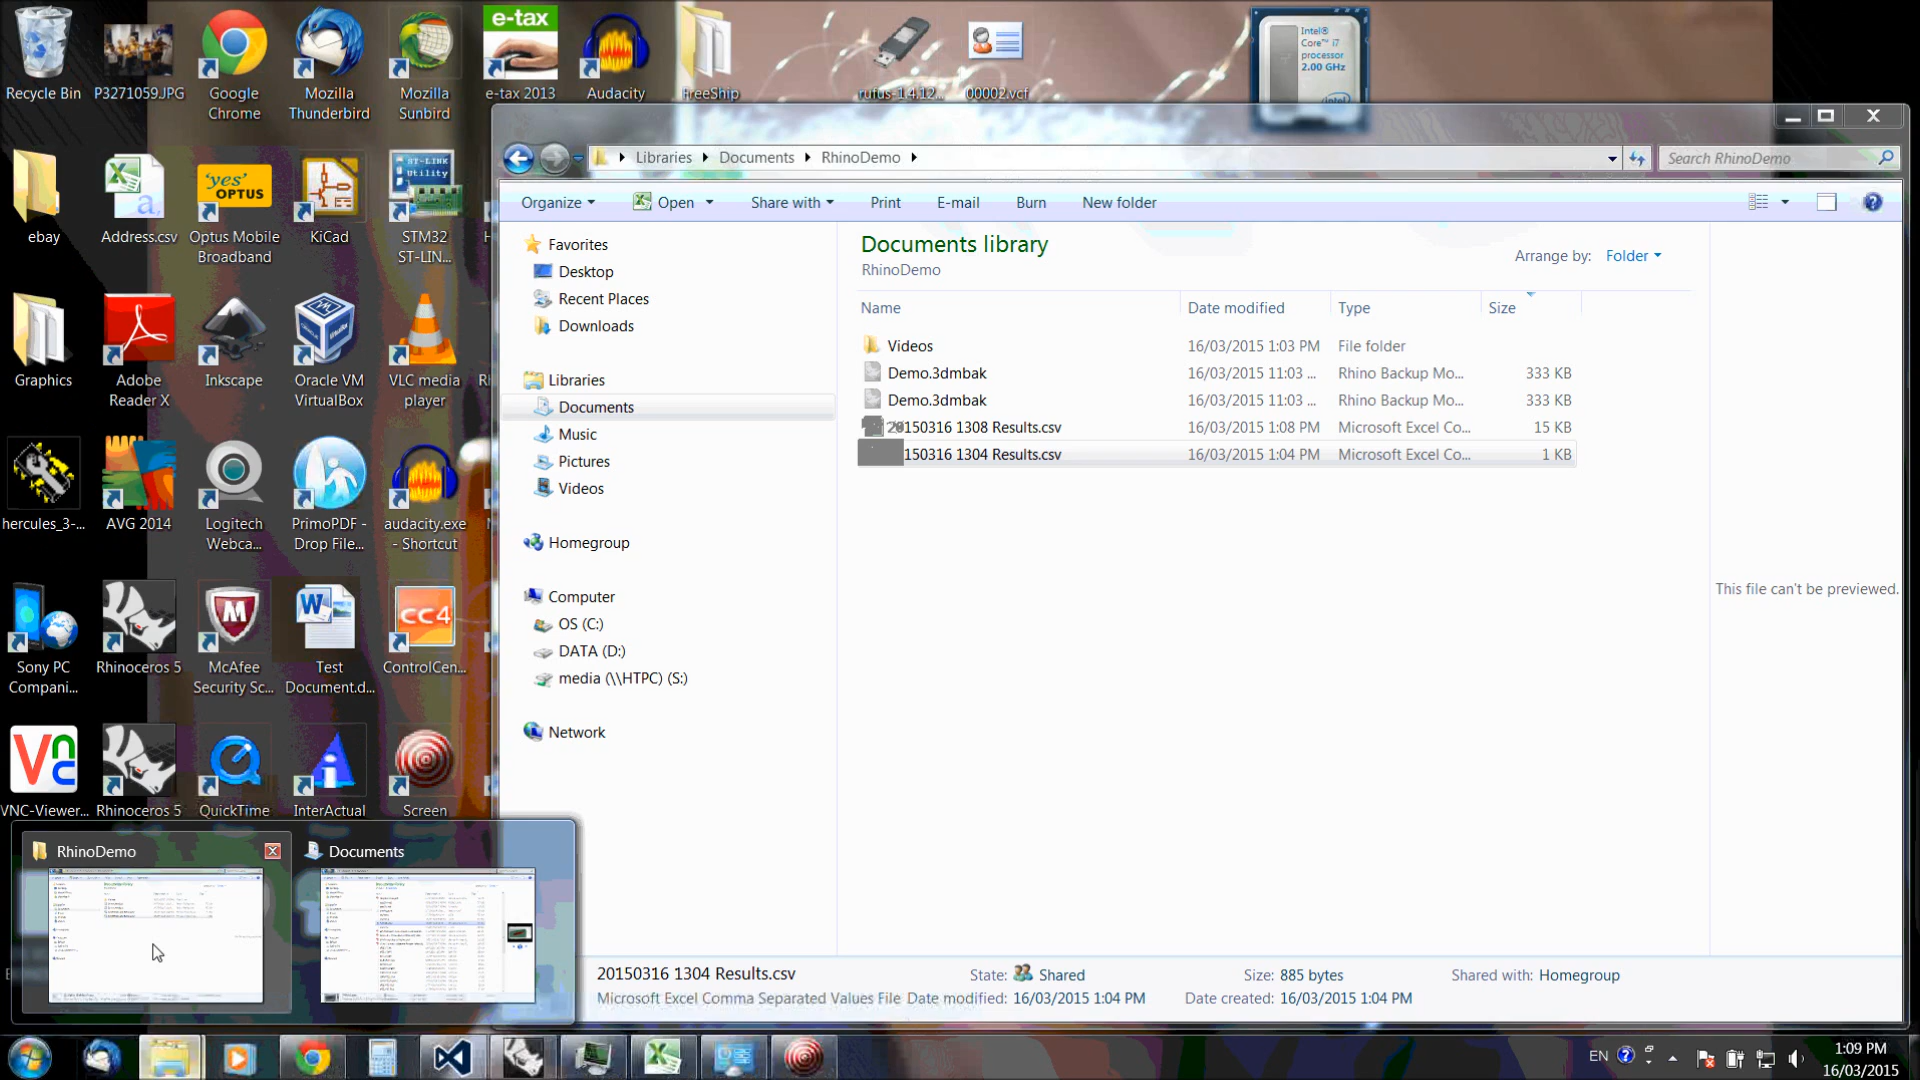 Recycle Bin
P3271059.JPG
Google
Chrome
Mozilla
Thunderbird
Mozilla
Sunbird
e-tax
e-tax 2013
Audacity
FreeShip
rufus-1.4.12...
00002.vcf
Intel®
Core™ i7
processor
2.00 GHz
Libraries
Documents
RhinoDemo
Search RhinoDemo
ebay
Address.csv
'yes'
OPTUS
Optus Mobile
Broadband
KiCad
ST-LINK
Utility
STM32
ST-LIN...
Organize
Open
Share with
Print
E-mail
Burn
New folder
Favorites
Desktop
Recent Places
Downloads
Libraries
Documents
Music
Pictures
Videos
Homegroup
Computer
OS (C:)
DATA (D:)
media (\\HTPC) (S:)
Network
Documents library
RhinoDemo
Arrange by: Folder
Name Date modified Type Size
Videos 16/03/2015 1:03 PM File folder
Demo.3dmbak 16/03/2015 11:03 ... Rhino Backup Mo... 333 KB
Demo.3dmbak 16/03/2015 11:03 ... Rhino Backup Mo... 333 KB
20150316 1308 Results.csv 16/03/2015 1:08 PM Microsoft Excel Co... 15 KB
150316 1304 Results.csv 16/03/2015 1:04 PM Microsoft Excel Co... 1 KB
This file can't be previewed.
Graphics
Adobe
Reader X
Inkscape
Oracle VM
VirtualBox
VLC media
player
hercules_3-...
AVG 2014
Logitech
Webca...
PrimoPDF -
Drop File...
audacity.exe
- Shortcut
Sony PC
Compani...
Rhinoceros 5
McAfee
Security Sc...
Test
Document.d...
CC4
ControlCen...
VNC-Viewer...
Rhinoceros 5
QuickTime
InterActual
Screen
RhinoDemo
Documents
20150316 1304 Results.csv
State: Shared
Size: 885 bytes
Shared with: Homegroup
Microsoft Excel Comma Separated Values File
Date modified: 16/03/2015 1:04 PM
Date created: 16/03/2015 1:04 PM
EN
1:09 PM
16/03/2015